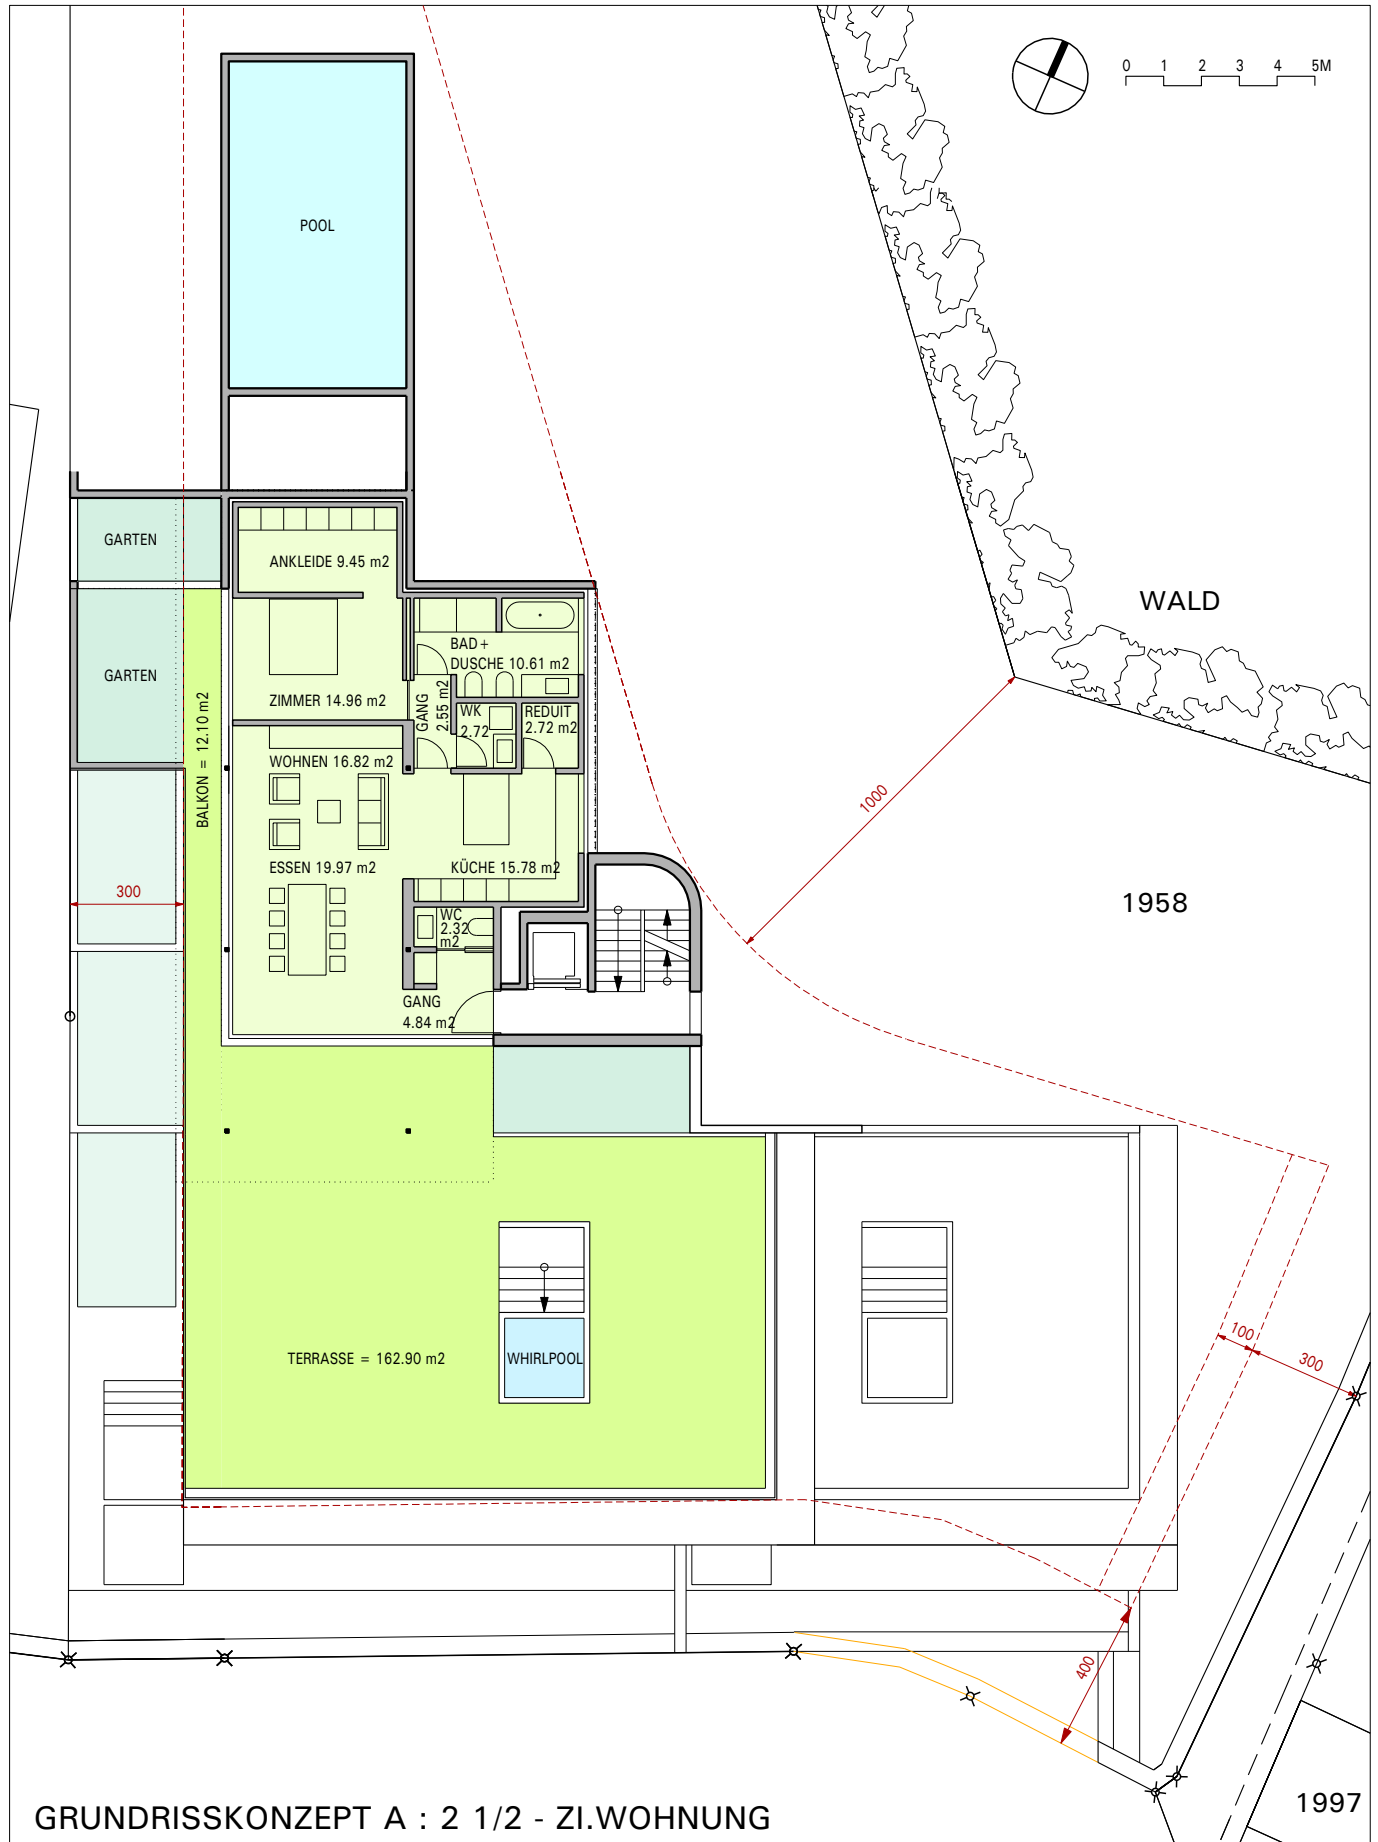 0 1 2 3 4 5M
POOL
GARTEN
ANKLEIDE 9.45 m2
WALD
BAD +
DUSCHE 10.61 m2
GARTEN
ZIMMER 14.96 m2
GANG
2.55 m2
WK
2.72
REDUIT
2.72 m2
BALKON = 12.10 m2
WOHNEN 16.82 m2
1000
ESSEN 19.97 m2
KÜCHE 15.78 m2
300
1958
WC
2.32
m2
GANG
4.84 m2
TERRASSE = 162.90 m2
WHIRLPOOL
100
300
400
1997
GRUNDRISSKONZEPT A : 2 1/2 - ZI.WOHNUNG